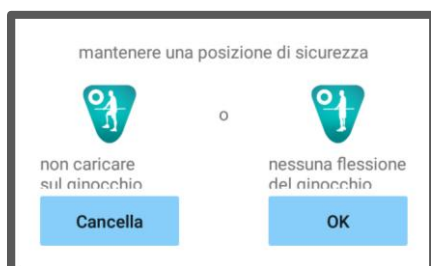 mantenere una posizione di sicurezza
o
non caricare
sul ginocchio
nessuna flessione
del ginocchio
Cancella
OK